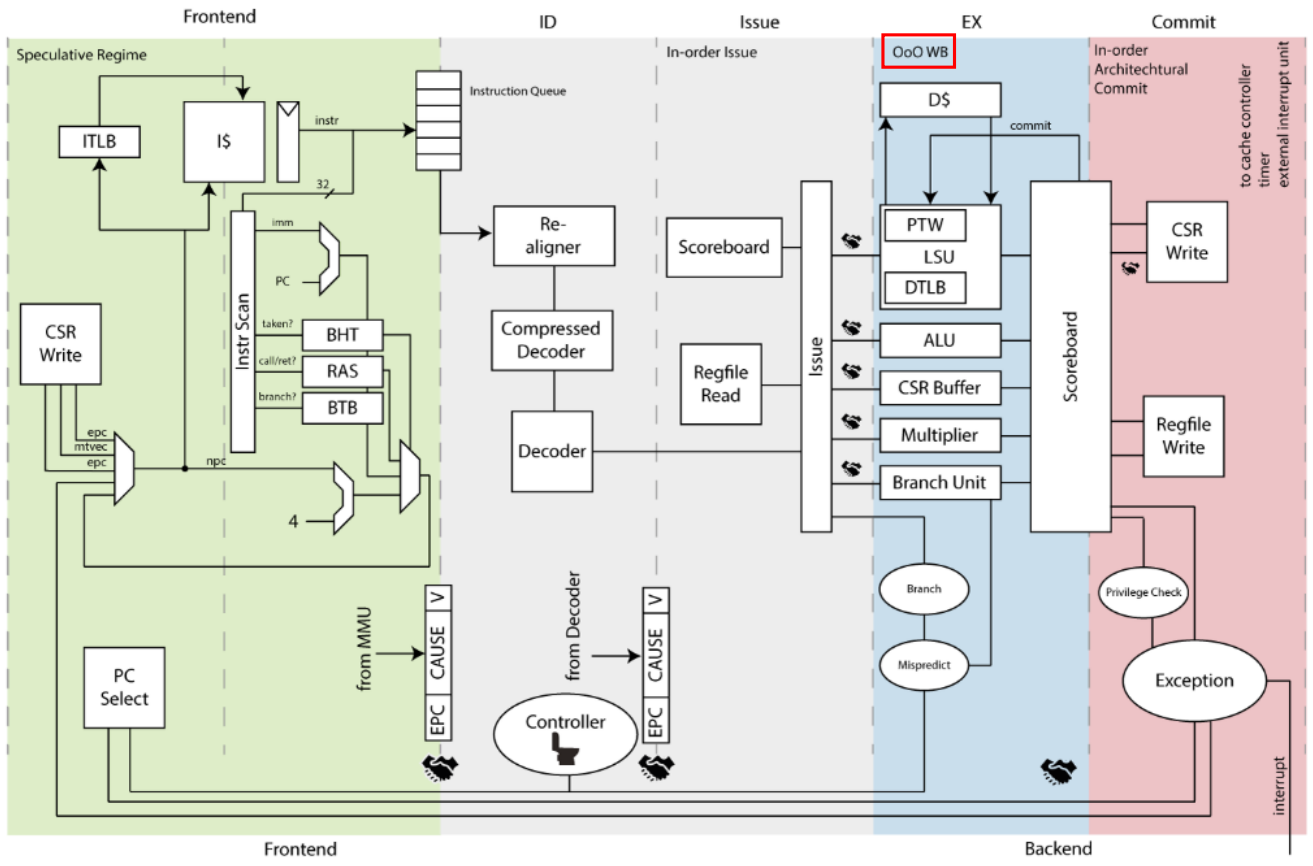 Frontend
ID
Issue
EX
Commit
Speculative Regime
In-order Issue
OoO WB
In-order
Architechtural
Commit
to cache controller
timer
external interrupt unit
ITLB
I$
instr
Instruction Queue
32
D$
commit
Instr Scan
imm
PC
taken?
BHT
call/ret?
RAS
branch?
BTB
CSR
Write
epc
mtvec
epc
npc
4
Re-
aligner
Compressed
Decoder
Decoder
Scoreboard
Regfile
Read
Issue
PTW
LSU
DTLB
ALU
CSR Buffer
Multiplier
Branch Unit
Scoreboard
CSR
Write
Regfile
Write
Branch
Mispredict
Privilege Check
Exception
PC
Select
from MMU
EPC
CAUSE
V
from Decoder
EPC
CAUSE
V
Controller
interrupt
Frontend
Backend